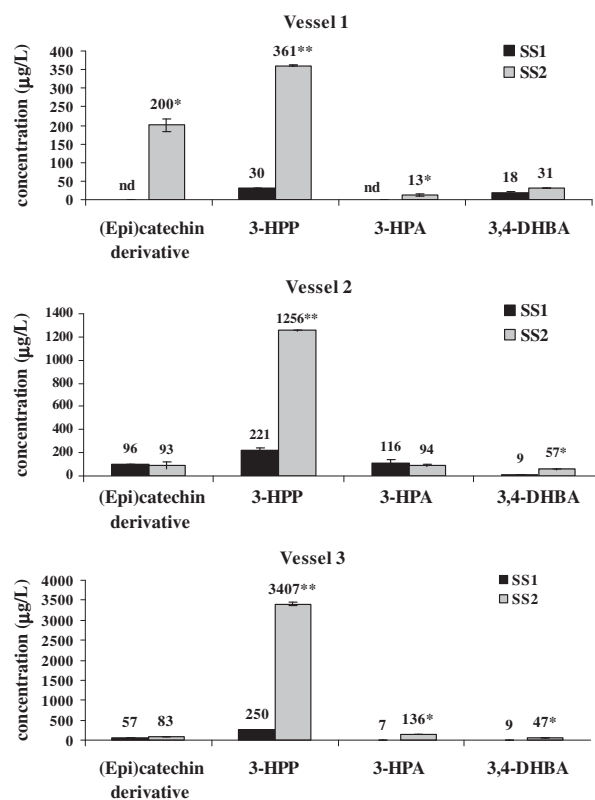 Vessel 1
concentration (µg/L)
400
350
300
250
200
150
100
50
0
SS1
SS2
nd
200*
30
361**
nd
13*
18
31
(Epi)catechin
derivative
3-HPP
3-HPA
3,4-DHBA
Vessel 2
concentration (µg/L)
1400
1200
1000
800
600
400
200
0
SS1
SS2
96
93
221
1256**
116
94
9
57*
(Epi)catechin
derivative
3-HPP
3-HPA
3,4-DHBA
Vessel 3
concentration (µg/L)
4000
3500
3000
2500
2000
1500
1000
500
0
SS1
SS2
57
83
250
3407**
7
136*
9
47*
(Epi)catechin
derivative
3-HPP
3-HPA
3,4-DHBA